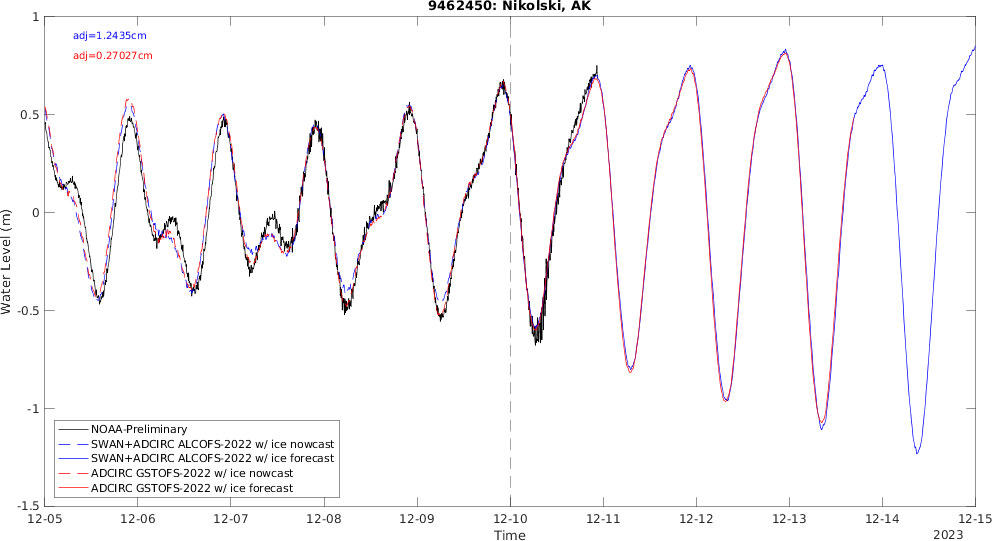 9462450: Nikolski, AK
adj=1.2435cm
adj=0.27027cm
1
0.5
0
-0.5
-1
-1.5
Water Level (m)
NOAA-Preliminary
SWAN+ADCIRC ALCOFS-2022 w/ ice nowcast
SWAN+ADCIRC ALCOFS-2022 w/ ice forecast
ADCIRC GSTOFS-2022 w/ ice nowcast
ADCIRC GSTOFS-2022 w/ ice forecast
12-05 12-06 12-07 12-08 12-09 12-10 12-11 12-12 12-13 12-14 12-15
Time
2023